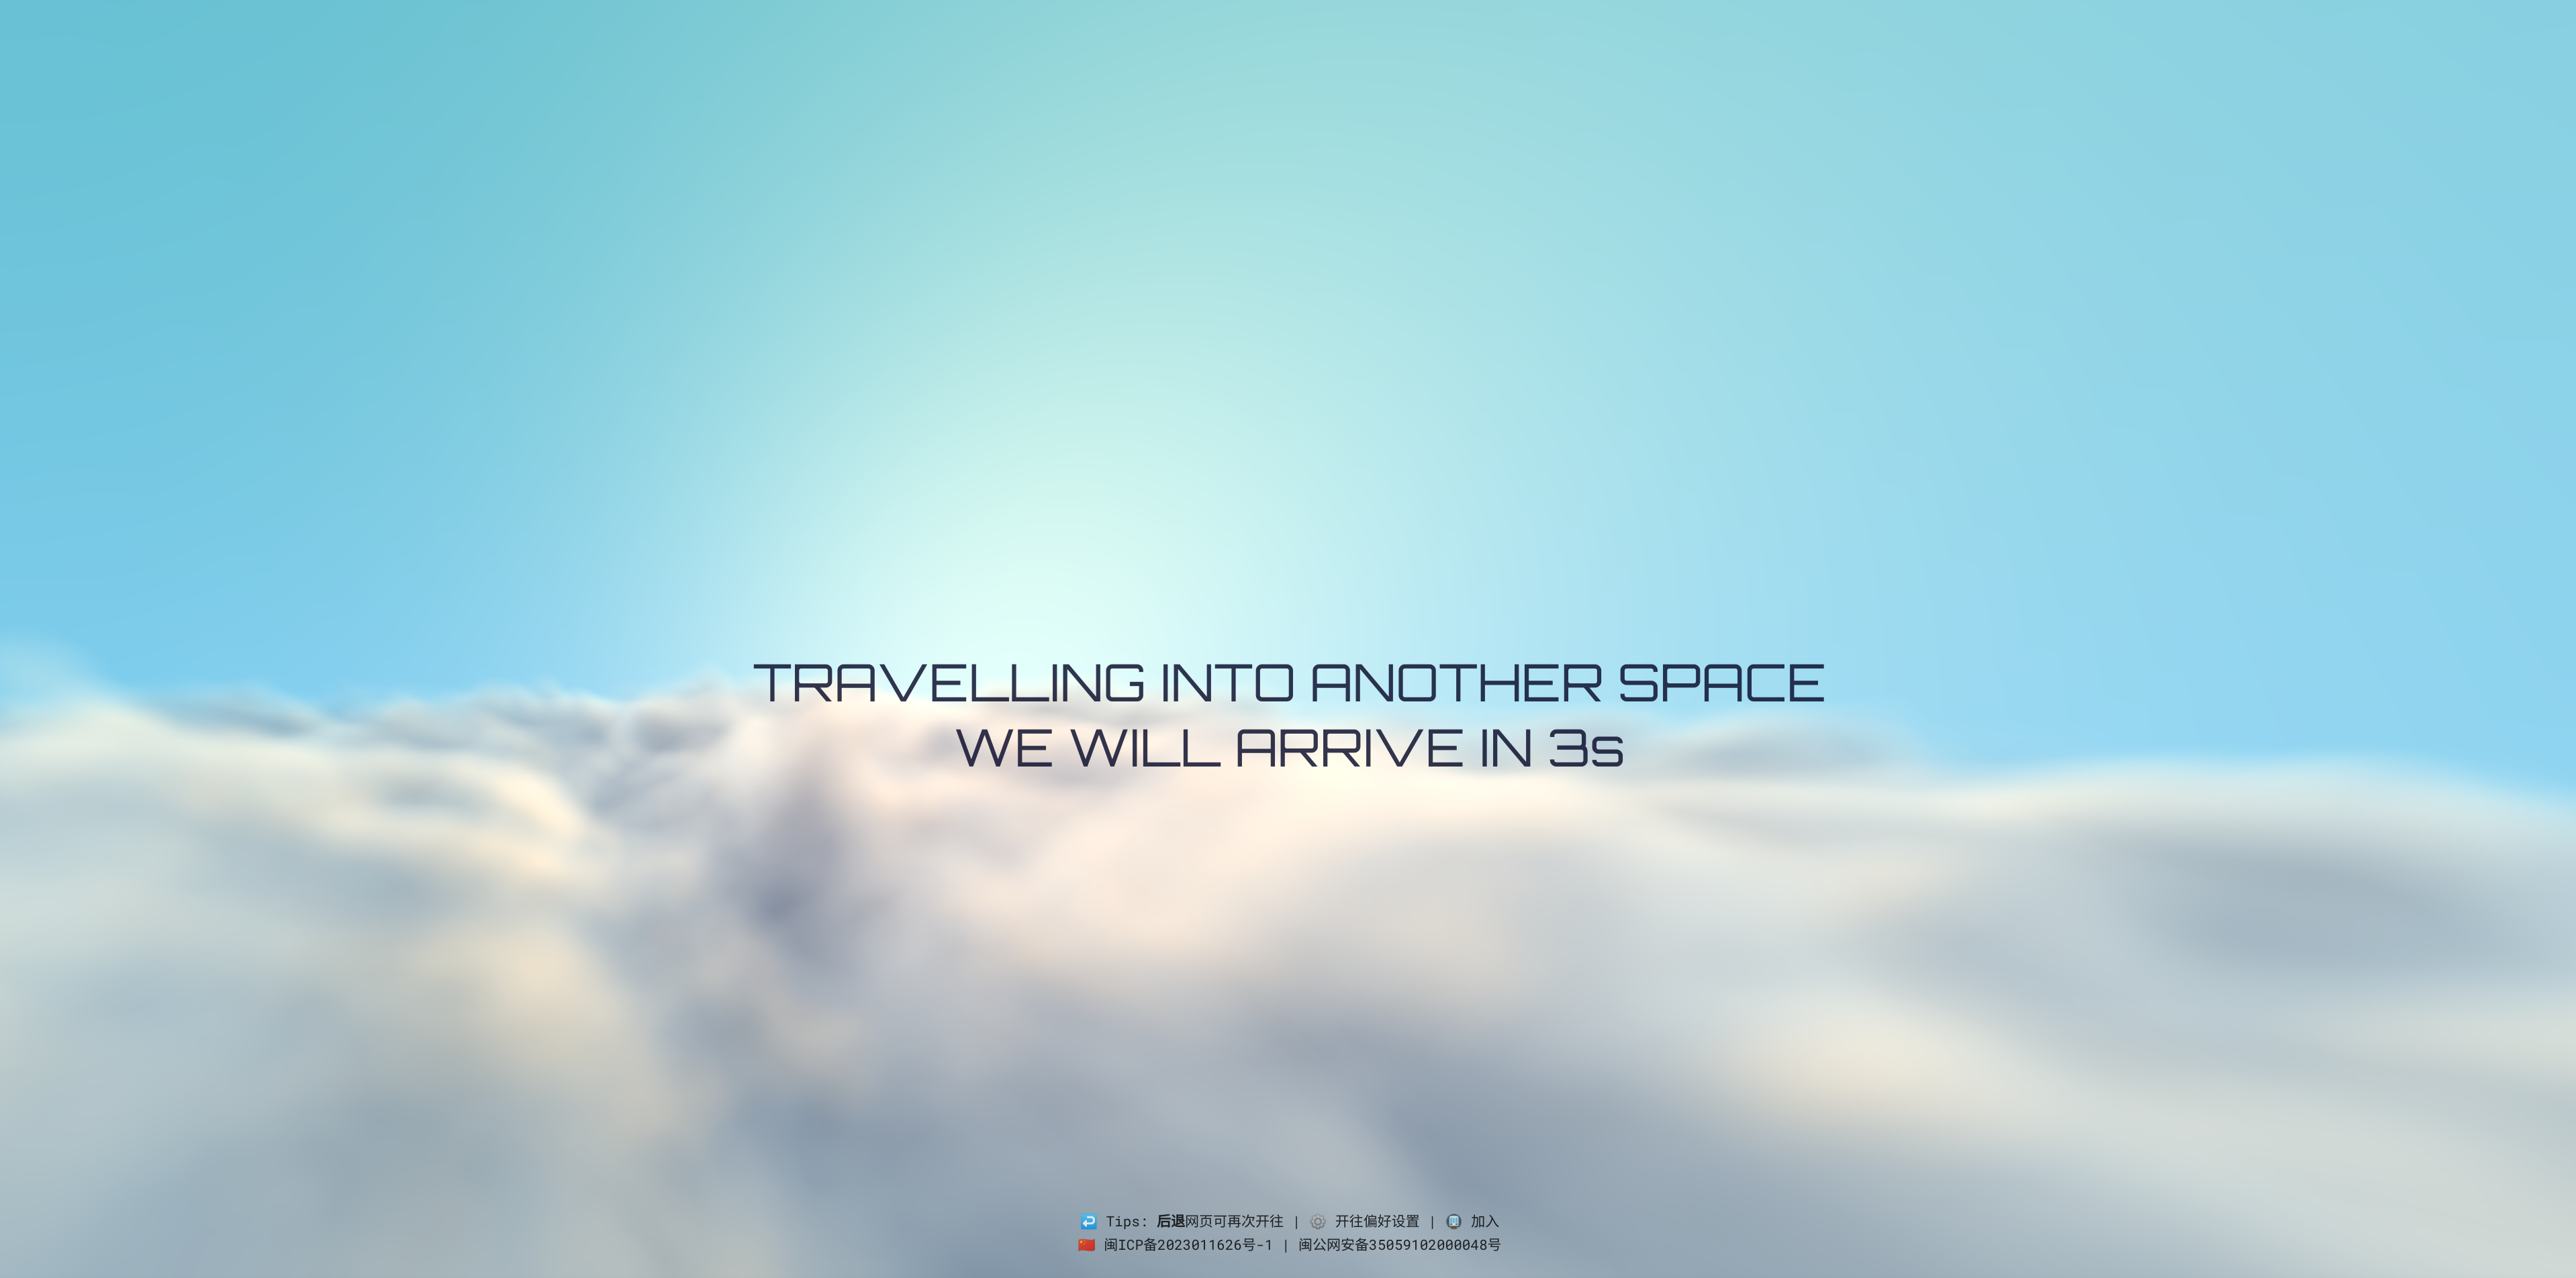 TRAVELLING INTO ANOTHER SPACE
WE WILL ARRIVE IN 3s
Tips: 后退网页可再次开往 | 开往偏好设置 | 加入
闽ICP备2023011626号-1 | 闽公网安备35059102000048号